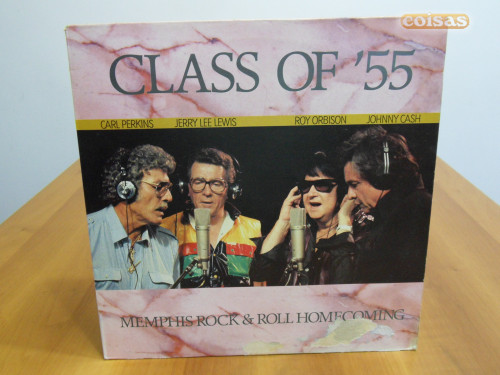 coisas
CLASS OF '55
CARL PERKINS JERRY LEE LEWIS ROY ORBISON JOHNNY CASH
MEMPHIS ROCK & ROLL HOMECOMING